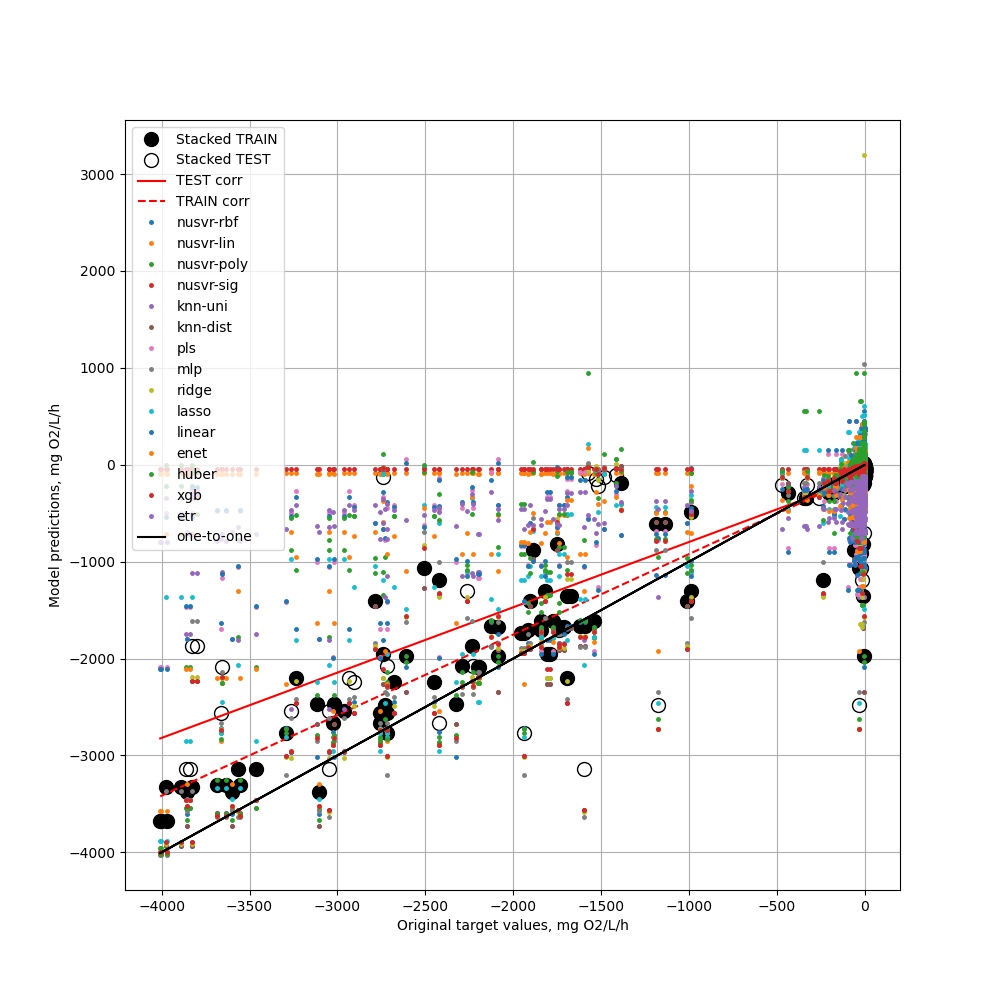 3000
2000
1000
0
−1000
−2000
−3000
−4000
Model predictions, mg O2/L/h
Stacked TRAIN
Stacked TEST
TEST corr
TRAIN corr
nusvr-rbf
nusvr-lin
nusvr-poly
nusvr-sig
knn-uni
knn-dist
pls
mlp
ridge
lasso
linear
enet
huber
xgb
etr
one-to-one
−4000
−3500
−3000
−2500
−2000
−1500
−1000
−500
0
Original target values, mg O2/L/h